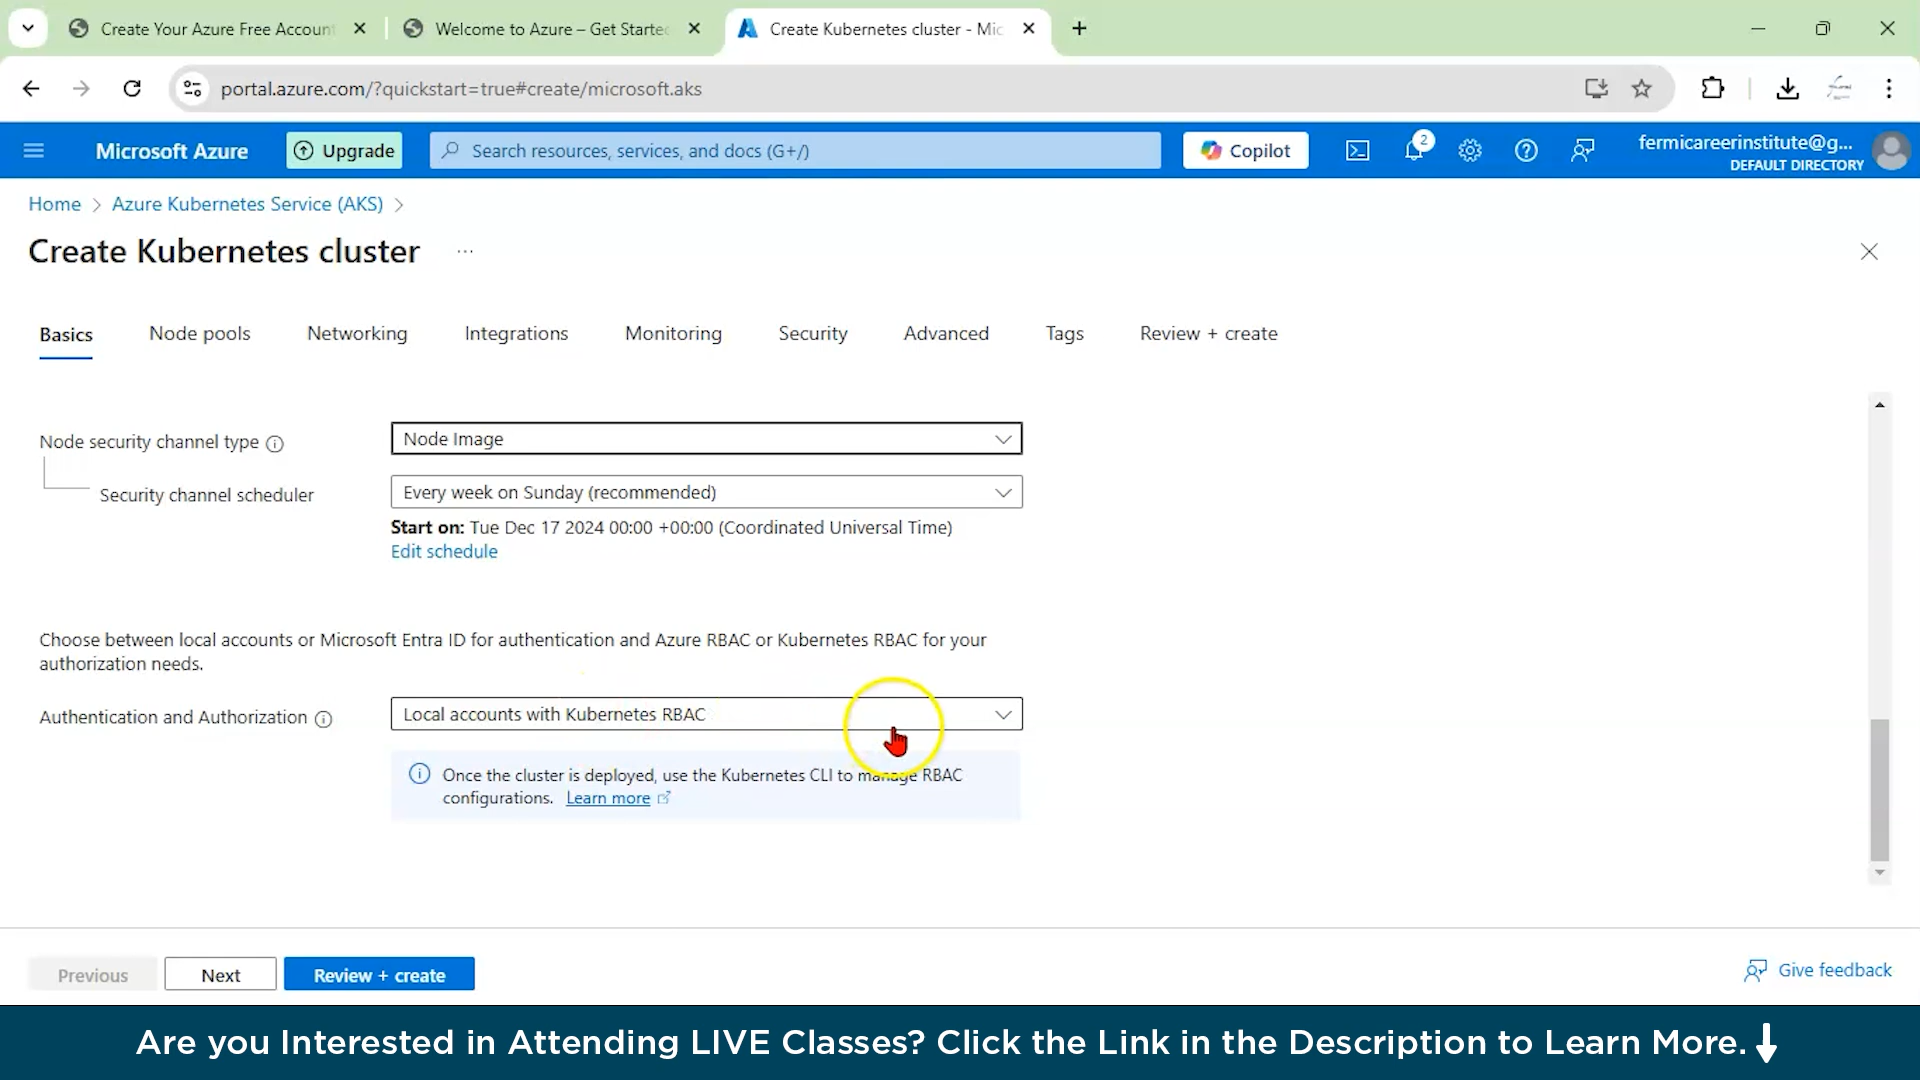 Create Your Azure Free Accoun
Welcome to Azure – Get Starte
Create Kubernetes cluster - Mic
portal.azure.com/?quickstart=true#create/microsoft.aks
Microsoft Azure
Upgrade
Search resources, services, and docs (G+/)
Copilot
2
fermicareerinstitute@g...
DEFAULT DIRECTORY
Home > Azure Kubernetes Service (AKS) >
Create Kubernetes cluster ...
Basics Node pools Networking Integrations Monitoring Security Advanced Tags Review + create
Node security channel type
Node Image
Security channel scheduler
Every week on Sunday (recommended)
Start on: Tue Dec 17 2024 00:00 +00:00 (Coordinated Universal Time)
Edit schedule
Choose between local accounts or Microsoft Entra ID for authentication and Azure RBAC or Kubernetes RBAC for your
authorization needs.
Authentication and Authorization
Local accounts with Kubernetes RBAC
Once the cluster is deployed, use the Kubernetes CLI to manage RBAC
configurations. Learn more
Previous Next Review + create
Give feedback
Are you Interested in Attending LIVE Classes? Click the Link in the Description to Learn More.